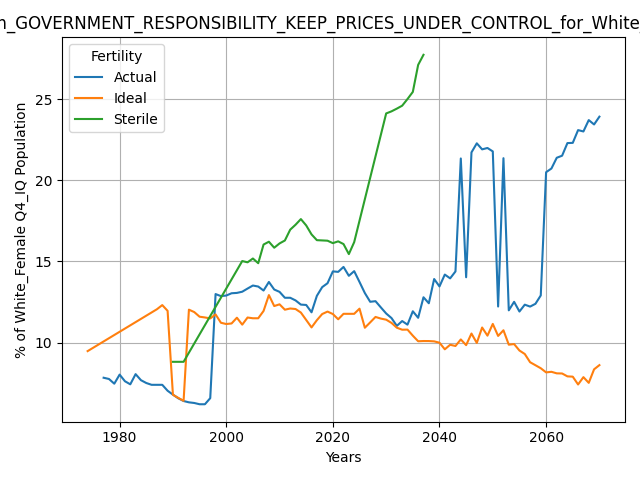 n_GOVERNMENT_RESPONSIBILITY_KEEP_PRICES_UNDER_CONTROL_for_White_
Fertility
Actual
Ideal
Sterile
% of White_Female Q4_IQ Population
25
20
15
10
1980
2000
2020
2040
2060
Years